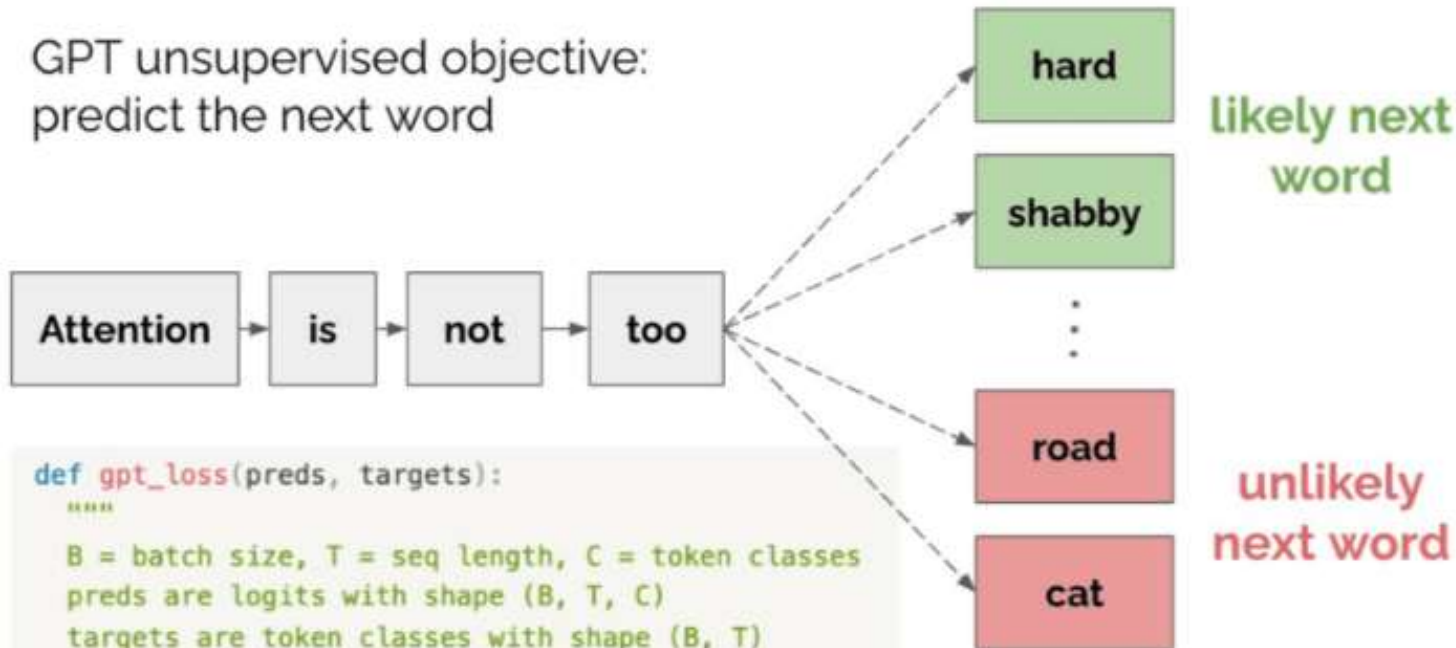 GPT unsupervised objective:
predict the next word
hard
shabby
likely next
word
Attention
is
not
too
road
cat
unlikely
next word
def gpt_loss(preds, targets):
"""
B = batch size, T = seq length, C = token classes
preds are logits with shape (B, T, C)
targets are token classes with shape (B, T)